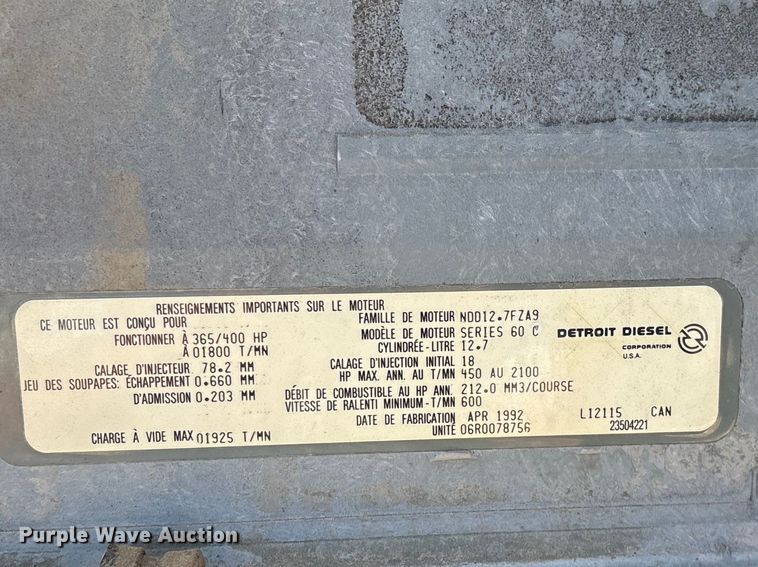 RENSEIGNEMENTS IMPORTANTS SUR LE MOTEUR
CE MOTEUR EST CONÇU POUR
FONCTIONNER À 365/400 HP
À 01800 T/MN
CALAGE D'INJECTEUR 78.2 MM
JEU DES SOUPAPES: ÉCHAPPEMENT 0.660 MM
D'ADMISSION 0.203 MM
CHARGE À VIDE MAX 01925 T/MN
FAMILLE DE MOTEUR NDD12.7FZA9
MODÈLE DE MOTEUR SERIES 60 C
CYLINDRÉE-LITRE 12.7
CALAGE D'INJECTION INITIAL 18
HP MAX. ANN. AU T/MN 450 AU 2100
DÉBIT DE COMBUSTIBLE AU HP ANN. 212.0 MM3/COURSE
VITESSE DE RALENTI MINIMUM-T/MN 600
DATE DE FABRICATION APR 1992
UNITÉ 06R0078756
DETROIT DIESEL
CORPORATION
U.S.A.
L12115 CAN
23504221
Purple Wave Auction